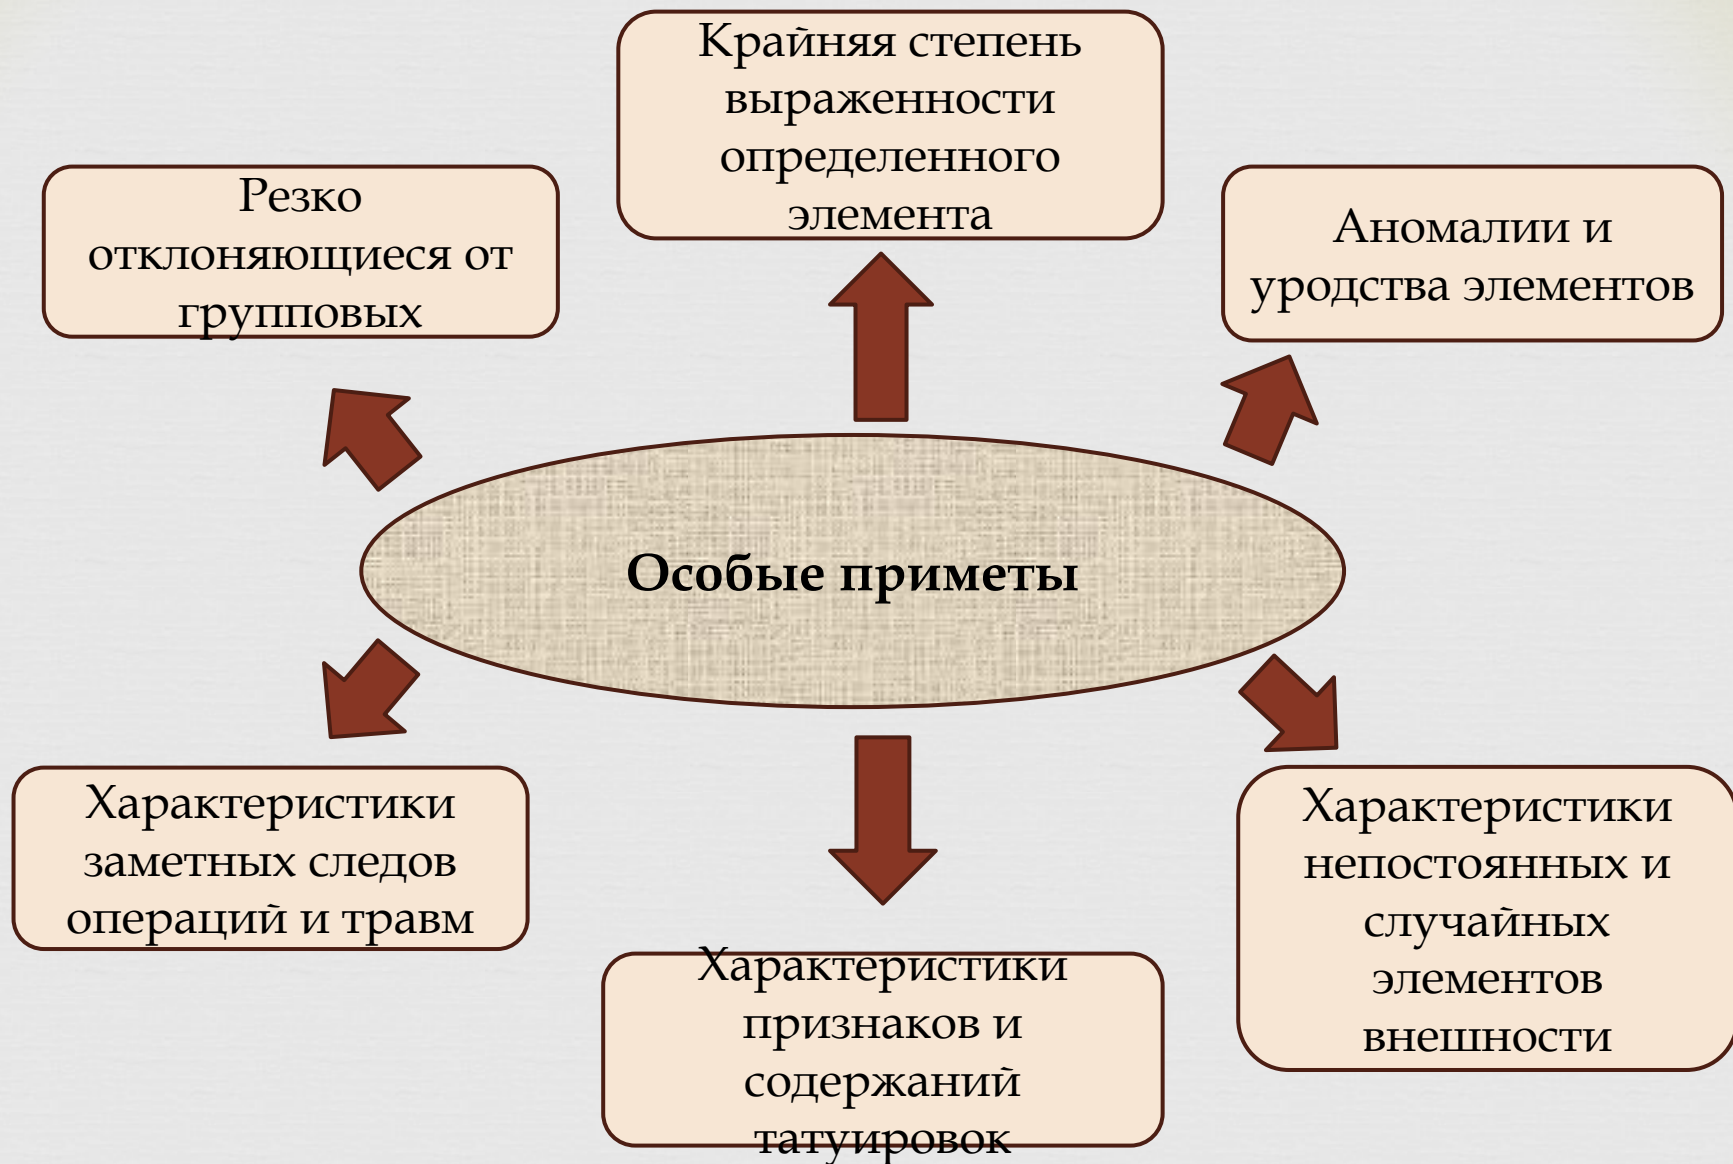 Крайняя степень
выраженности
определенного
элемента
Резко
отклоняющиеся от
групповых
Аномалии и
уродства элементов
Особые приметы
Характеристики
заметных следов
операций и травм
Характеристики
признаков и
содержаний
татуировок
Характеристики
непостоянных и
случайных
элементов
внешности